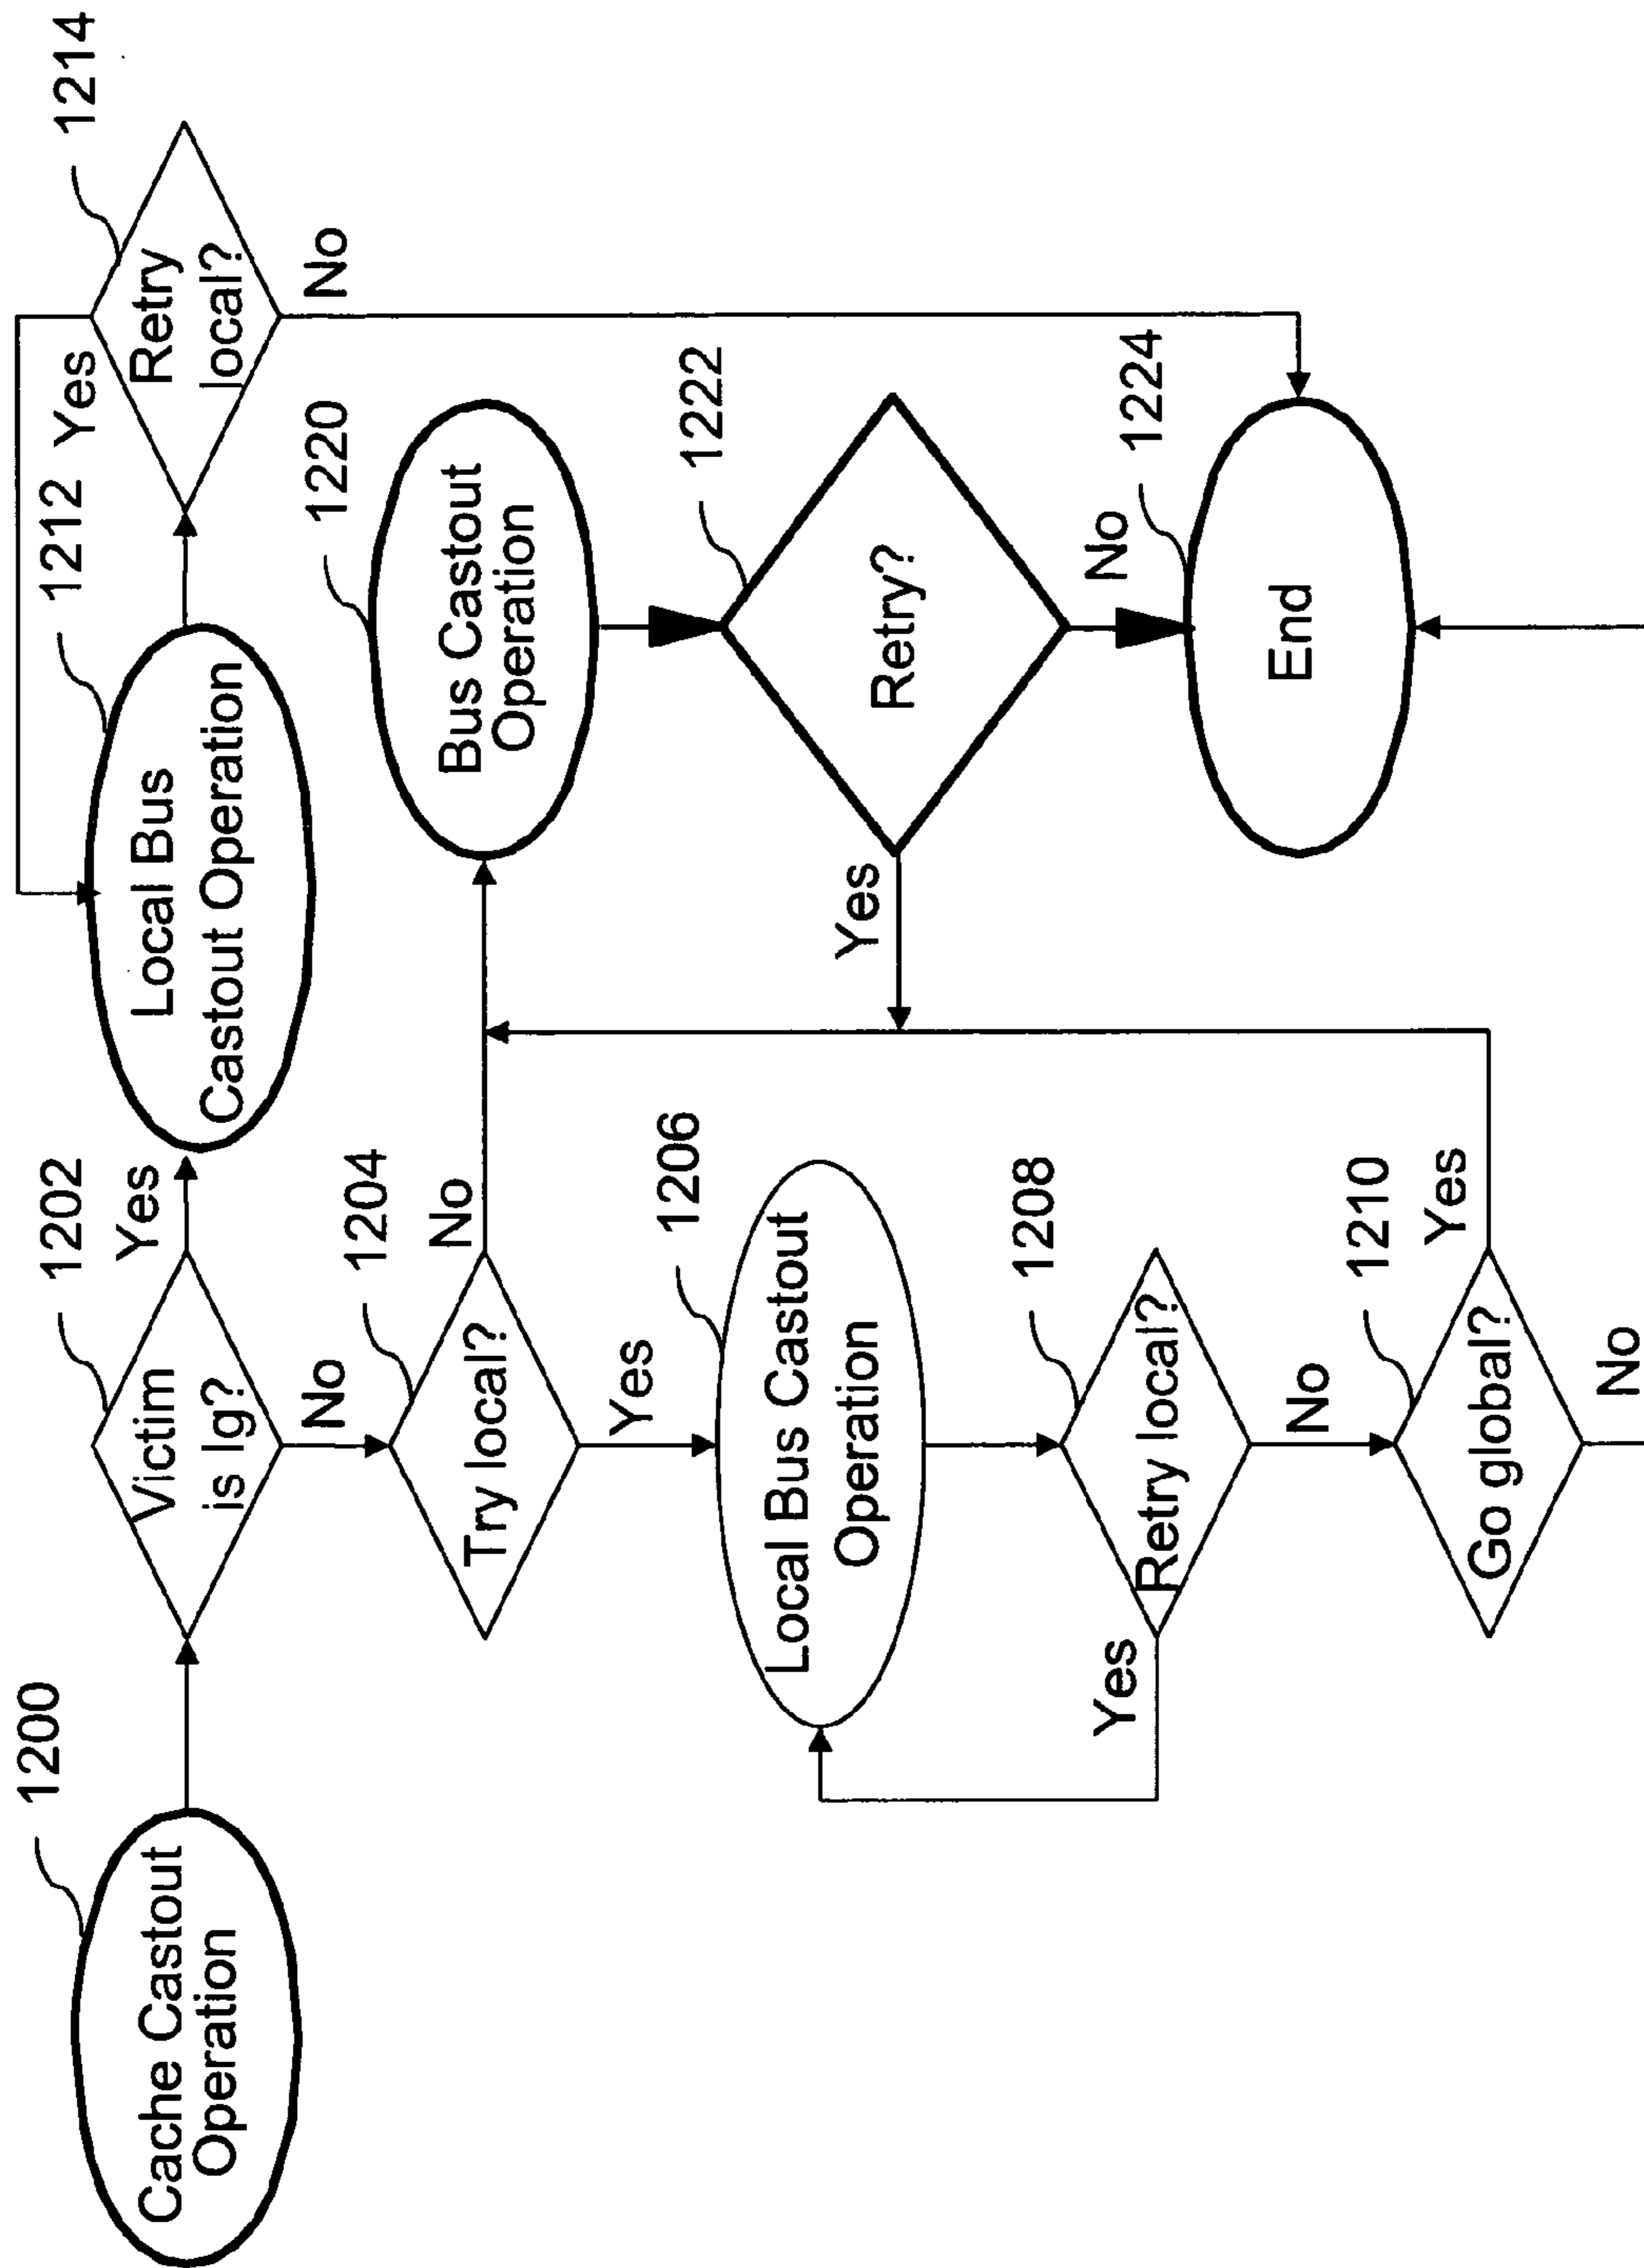 1200
Cache Castout
Operation
1202
Victim
is Ig?
Yes
No
1212
Local Bus
Castout Operation
Yes
1214
Retry
local?
No
1204
Try local?
No
Yes
1220
Bus Castout
Operation
1206
Local Bus Castout
Operation
1222
Retry?
Yes
No
1208
Retry local?
Yes
No
1224
End
1210
Go global?
Yes
No